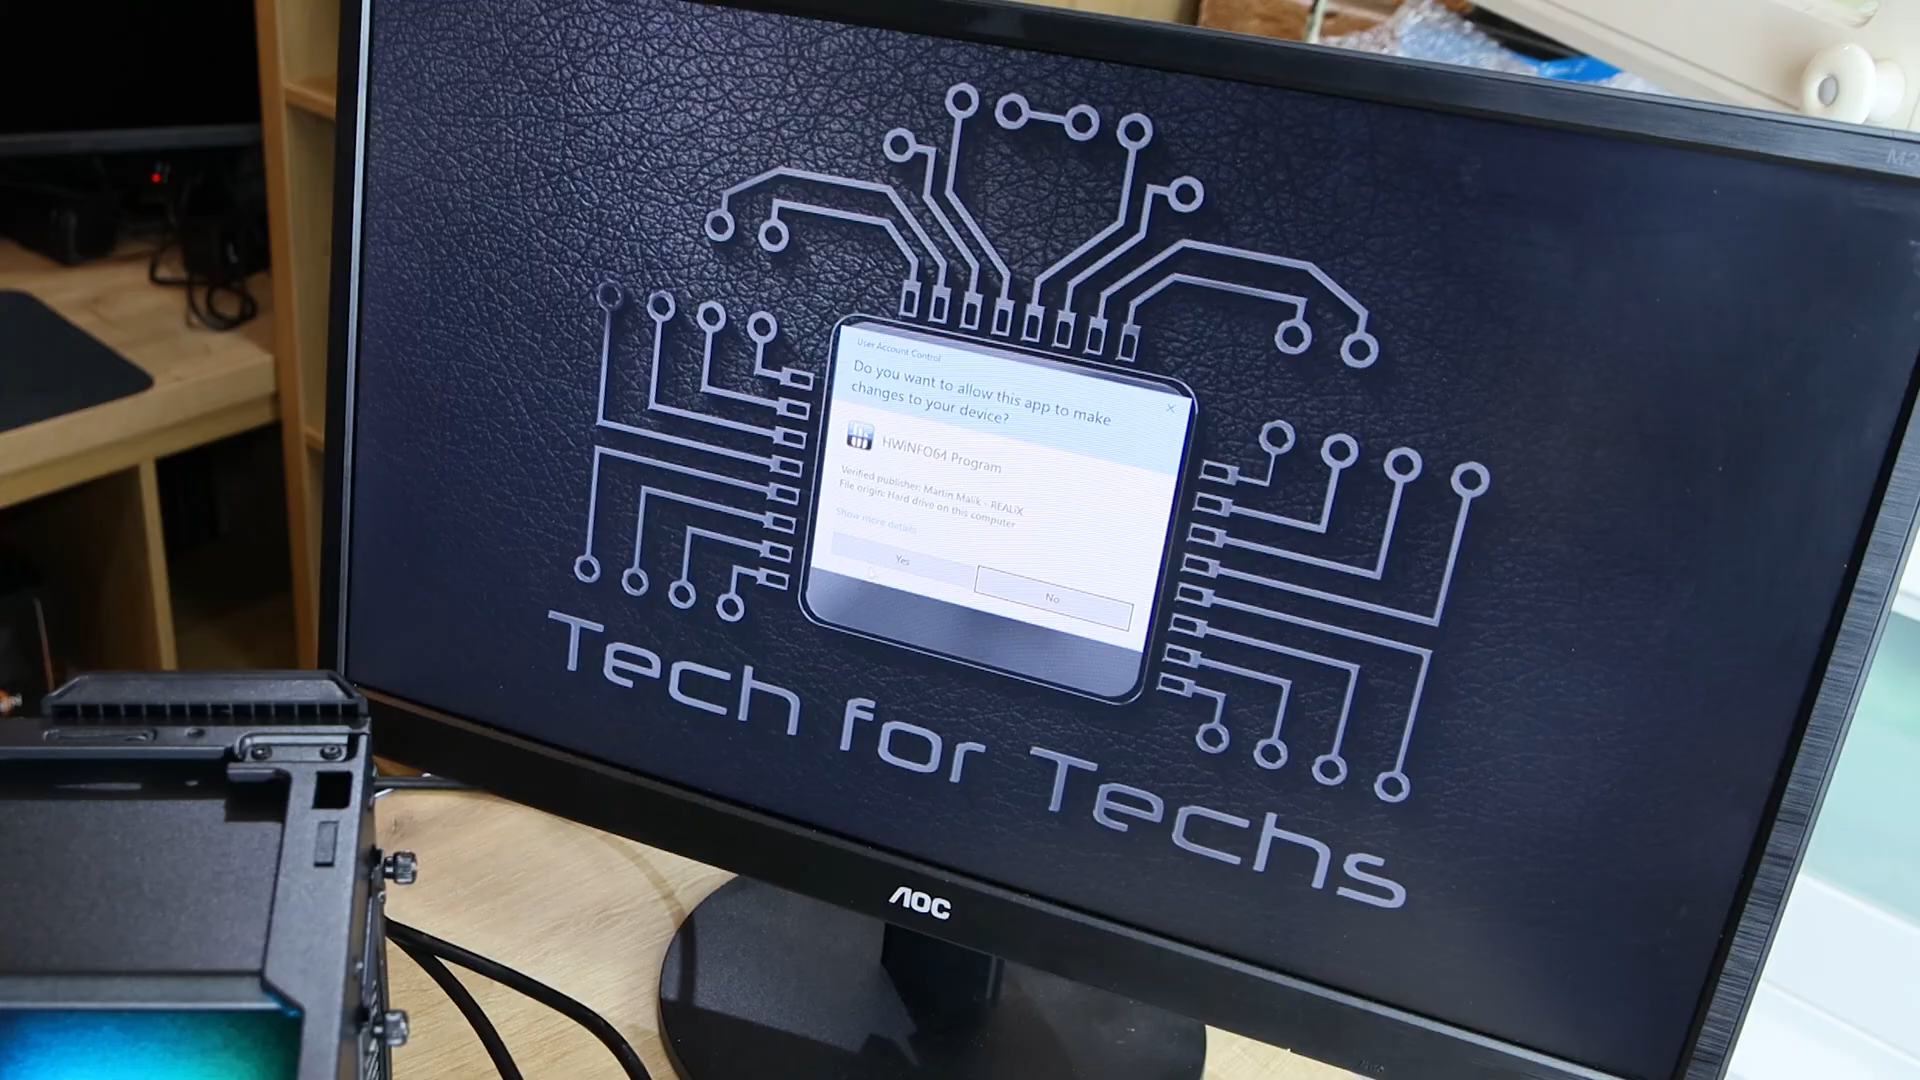 User Account Control
Do you want to allow this app to make
changes to your device?
HWiNFO64 Program
Verified publisher: Martin Malik - REALiX
File origin: Hard drive on this computer
Show more details
Yes
No
Tech for Techs
AOC